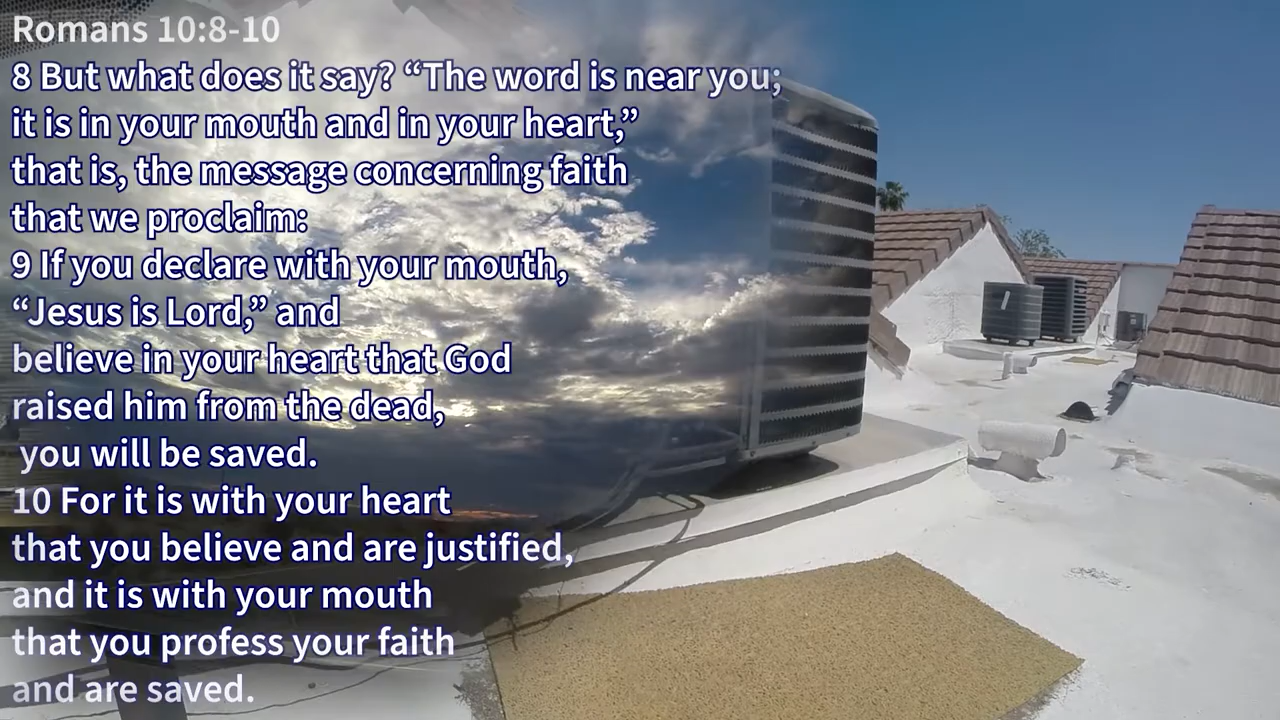 Romans 10:8-10
8 But what does it say? “The word is near you;
it is in your mouth and in your heart,”
that is, the message concerning faith
that we proclaim:
9 If you declare with your mouth,
“Jesus is Lord,” and
believe in your heart that God
raised him from the dead,
you will be saved.
10 For it is with your heart
that you believe and are justified,
and it is with your mouth
that you profess your faith
and are saved.